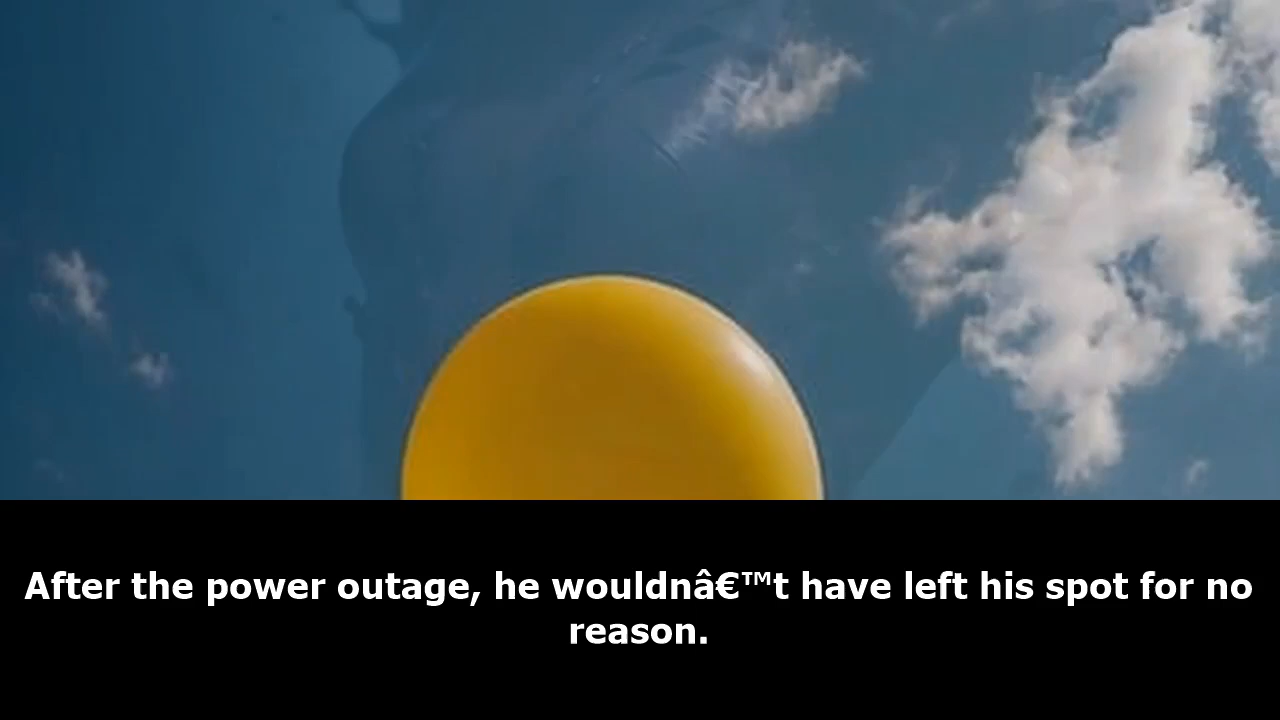 After the power outage, he wouldnâ€™t have left his spot for no
reason.